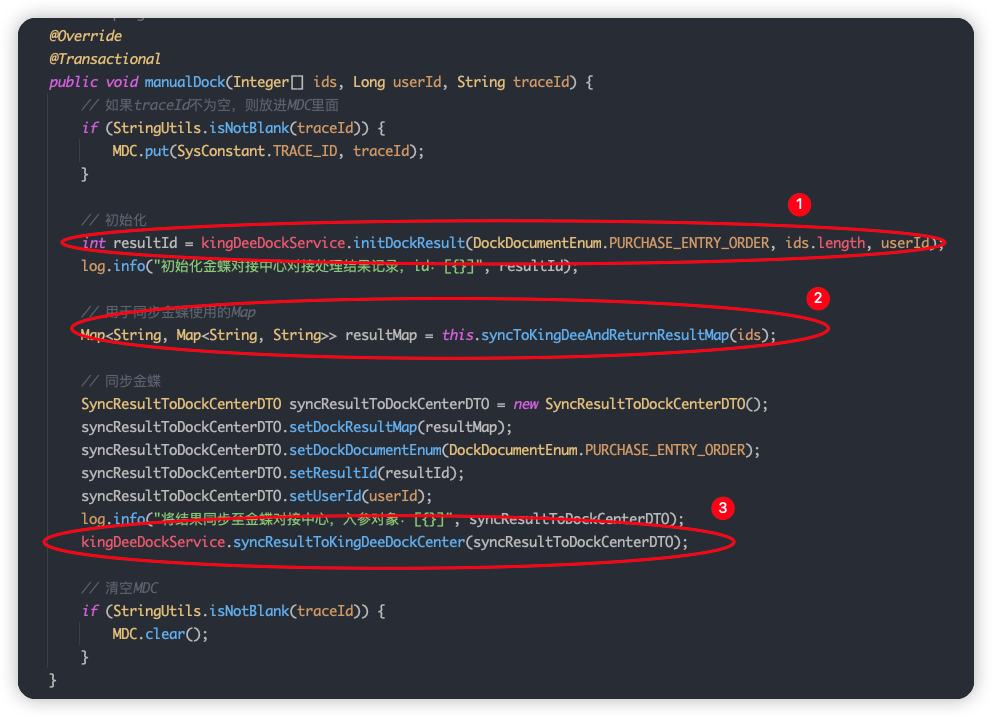 @Override
@Transactional
public void manualDock(Integer[] ids, Long userId, String traceId) {
// 如果traceId不为空，则放进MDC里面
if (StringUtils.isNotBlank(traceId)) {
MDC.put(SysConstant.TRACE_ID, traceId);
}
1
// 初始化
int resultId = kingDeeDockService.initDockResult(DockDocumentEnum.PURCHASE_ENTRY_ORDER, ids.length, userId);
log.info("初始化金蝶对接中心对接处理结果记录，id：[{}]", resultId);
2
// 用于同步金蝶使用的Map
Map<String, Map<String, String>> resultMap = this.syncToKingDeeAndReturnResultMap(ids);
// 同步金蝶
SyncResultToDockCenterDTO syncResultToDockCenterDTO = new SyncResultToDockCenterDTO();
syncResultToDockCenterDTO.setDockResultMap(resultMap);
syncResultToDockCenterDTO.setDockDocumentEnum(DockDocumentEnum.PURCHASE_ENTRY_ORDER);
syncResultToDockCenterDTO.setResultId(resultId);
syncResultToDockCenterDTO.setUserId(userId);
3
log.info("将结果同步至金蝶对接中心，入参对象：[{}]", syncResultToDockCenterDTO);
kingDeeDockService.syncResultToKingDeeDockCenter(syncResultToDockCenterDTO);
// 清空MDC
if (StringUtils.isNotBlank(traceId)) {
MDC.clear();
}
}